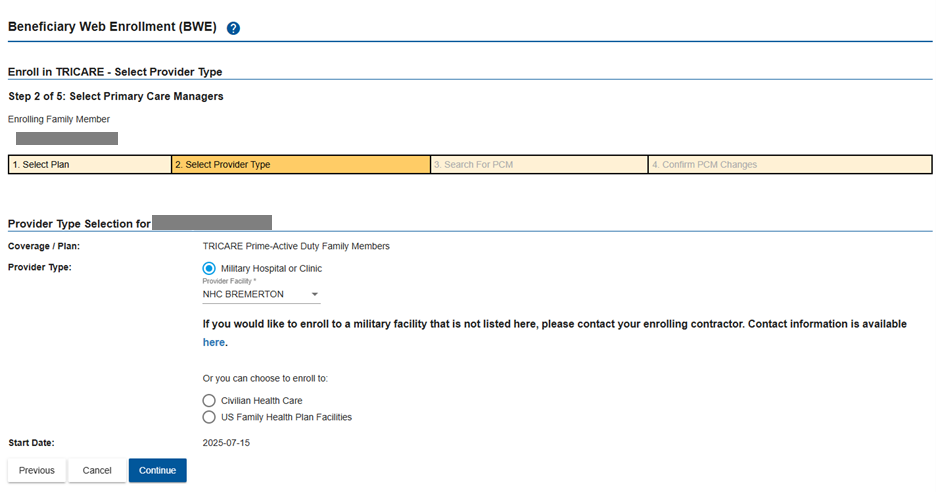 Beneficiary Web Enrollment (BWE) ?
Enroll in TRICARE - Select Provider Type
Step 2 of 5: Select Primary Care Managers
Enrolling Family Member
1. Select Plan
2. Select Provider Type
3. Search For PCM
4. Confirm PCM Changes
Provider Type Selection for
Coverage / Plan: TRICARE Prime-Active Duty Family Members
Provider Type: Military Hospital or Clinic
Provider Facility *
NHC BREMERTON
If you would like to enroll to a military facility that is not listed here, please contact your enrolling contractor. Contact information is available
here.
Or you can choose to enroll to:
Civilian Health Care
US Family Health Plan Facilities
Start Date: 2025-07-15
Previous Cancel Continue